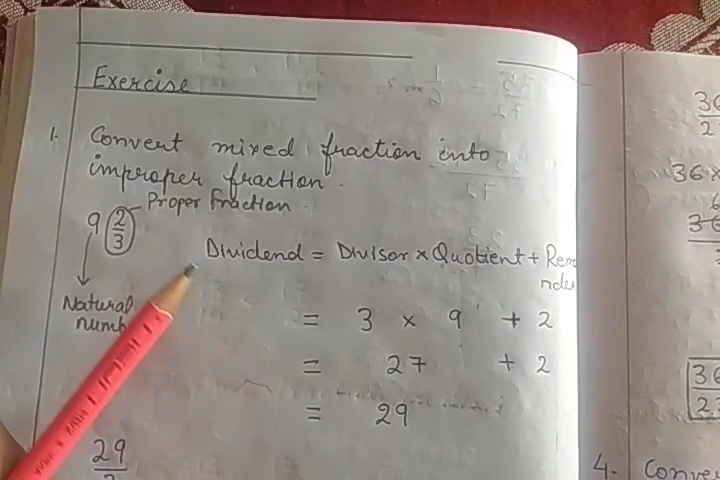 Exercise
1. Convert mixed fraction into
improper fraction.
Proper Fraction
9 2/3
Dividend = Divisor × Quotient + Rema
nder
Natural
numb
= 3 × 9 + 2
= 27 + 2
= 29
29
36
2
36×
36
23
4. Conve